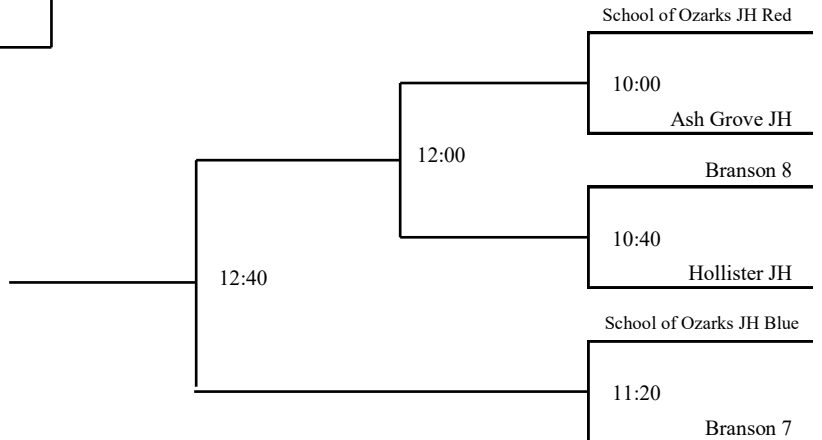 School of Ozarks JH Red
10:00
Ash Grove JH
12:00
Branson 8
10:40
Hollister JH
12:40
School of Ozarks JH Blue
11:20
Branson 7